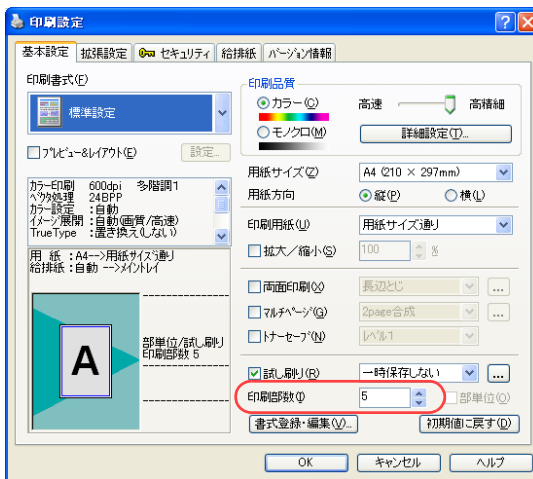 印刷設定
基本設定 拡張設定 セキュリティ 給排紙 バージョン情報
印刷書式(F)
標準設定
プレビュー&レイアウト(E) 設定...
カラー印刷 600dpi 多階調1
ベタ処理 24BPP
カラー設定 :自動
イメージ展開 :自動(画質/高速)
TrueType :置き換え(しない)
用 紙 :A4-->用紙サイズ通り
給排紙 :自動 -->メイントレイ
A
部単位/試し刷り
印刷部数 5
印刷品質
カラー(C) 高速 高精細
モノクロ(M) 詳細設定(T)...
用紙サイズ(Z) A4 (210 × 297mm)
用紙方向 縦(P) 横(L)
印刷用紙(U) 用紙サイズ通り
拡大/縮小(S) 100 %
両面印刷(X) 長辺とじ ...
マルチページ(G) 2page合成 ...
トナーセーブ(N) レベル1
試し刷り(R) 一時保存しない ...
印刷部数(I) 5 部単位(O)
書式登録・編集(V)... 初期値に戻す(D)
OK キャンセル ヘルプ